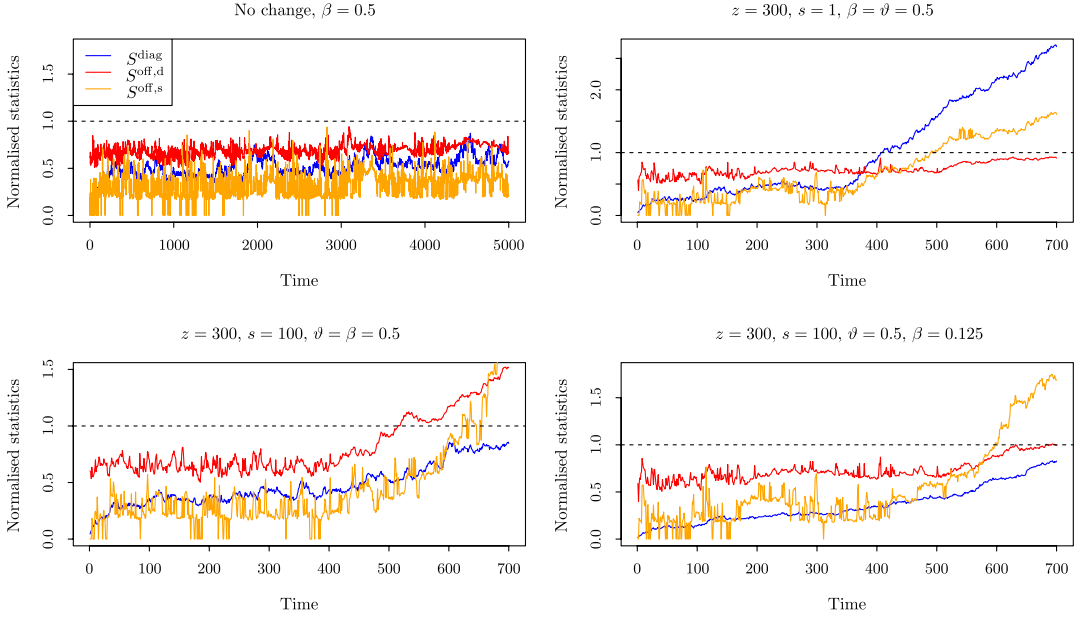 No change, β = 0.5
Normalised statistics
1.5
1.0
0.5
0.0
S^diag
S^off,d
S^off,s
0 1000 2000 3000 4000 5000
Time
z = 300, s = 1, β = ϑ = 0.5
Normalised statistics
2.0
1.0
0.0
0 100 200 300 400 500 600 700
Time
z = 300, s = 100, ϑ = β = 0.5
Normalised statistics
1.5
1.0
0.5
0.0
0 100 200 300 400 500 600 700
Time
z = 300, s = 100, ϑ = 0.5, β = 0.125
Normalised statistics
1.5
1.0
0.5
0.0
0 100 200 300 400 500 600 700
Time